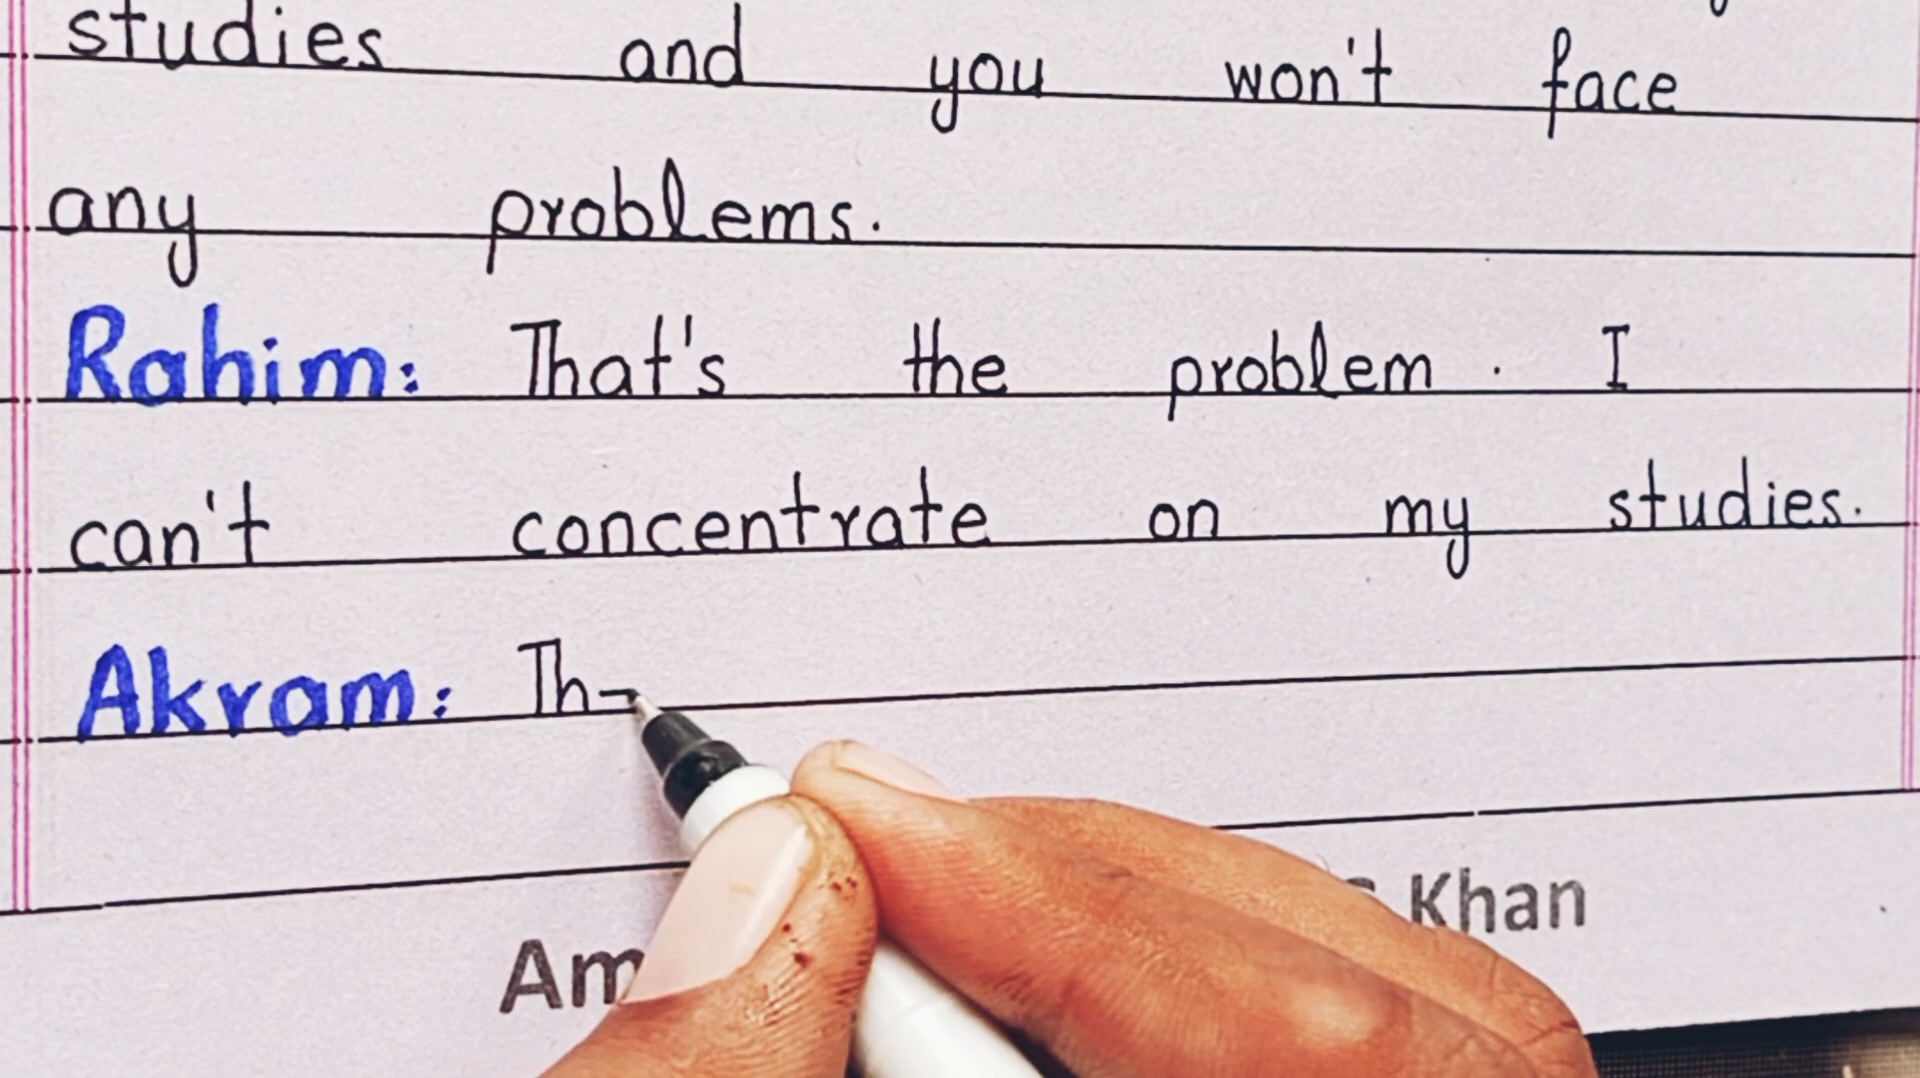 studies and you won't face
any problems.
Rahim: That's the problem. I
can't concentrate on my studies.
Akram: Th-
Khan